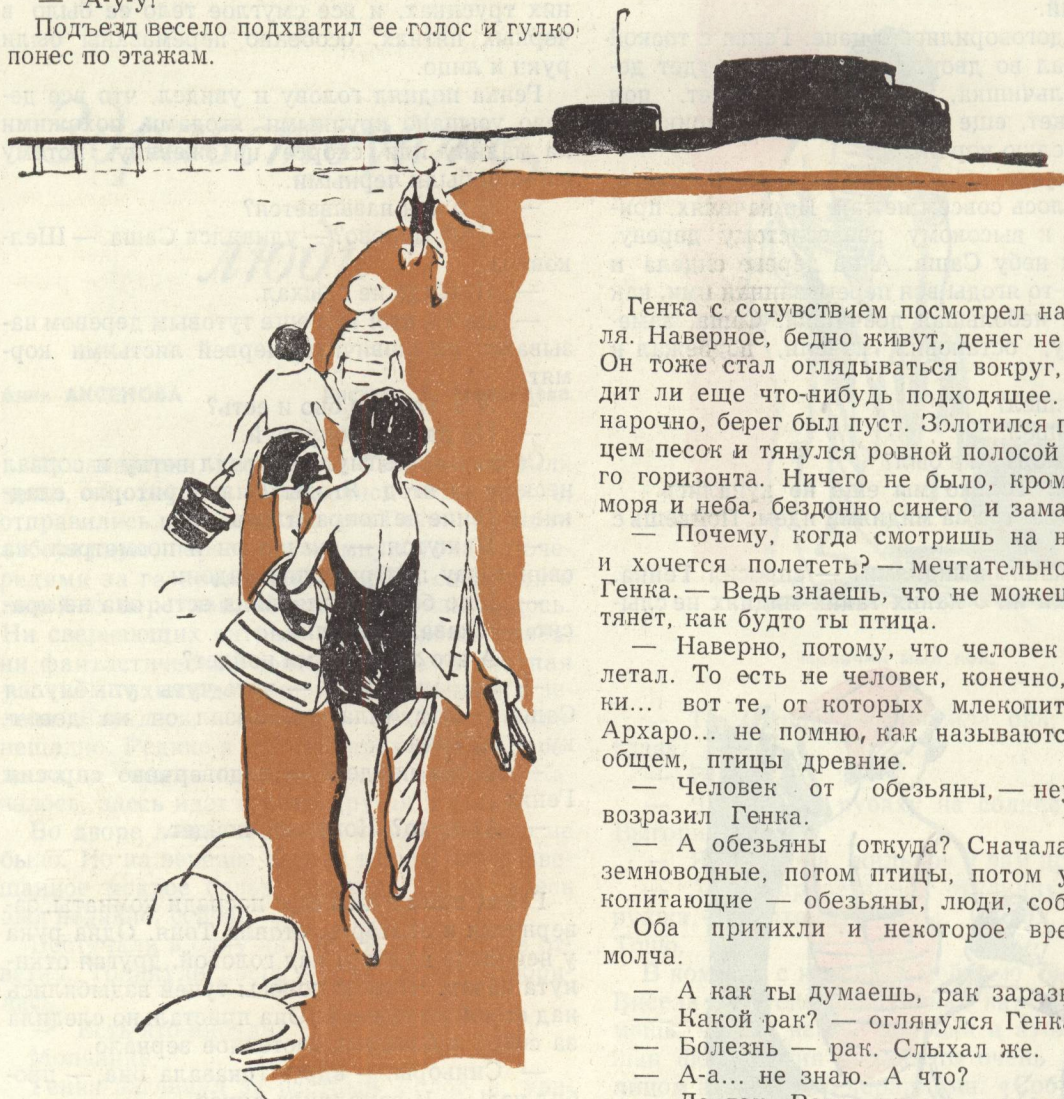 — А-у-у!
Подъезд весело подхватил ее голос и гулко
понес по этажам.
Генка с сочувствием посмотрел на
ля. Наверное, бедно живут, денег не
Он тоже стал оглядываться вокруг,
дит ли еще что-нибудь подходящее.
нарочно, берег был пуст. Золотился п
цем песок и тянулся ровной полосой
го горизонта. Ничего не было, кром
моря и неба, бездонно синего и зама
— Почему, когда смотришь на н
и хочется полететь? — мечтательно
Генка. — Ведь знаешь, что не можеш
тянет, как будто ты птица.
— Наверно, потому, что человек
летал. То есть не человек, конечно,
ки... вот те, от которых млекопит
Архаро... не помню, как называютс
общем, птицы древние.
— Человек от обезьяны, — неу
возразил Генка.
— А обезьяны откуда? Сначала
земноводные, потом птицы, потом у
копитающие — обезьяны, люди, соб
Оба притихли и некоторое вре
молча.
— А как ты думаешь, рак зарази
— Какой рак? — оглянулся Генк
— Болезнь — рак. Слыхал же.
— А-а... не знаю. А что?